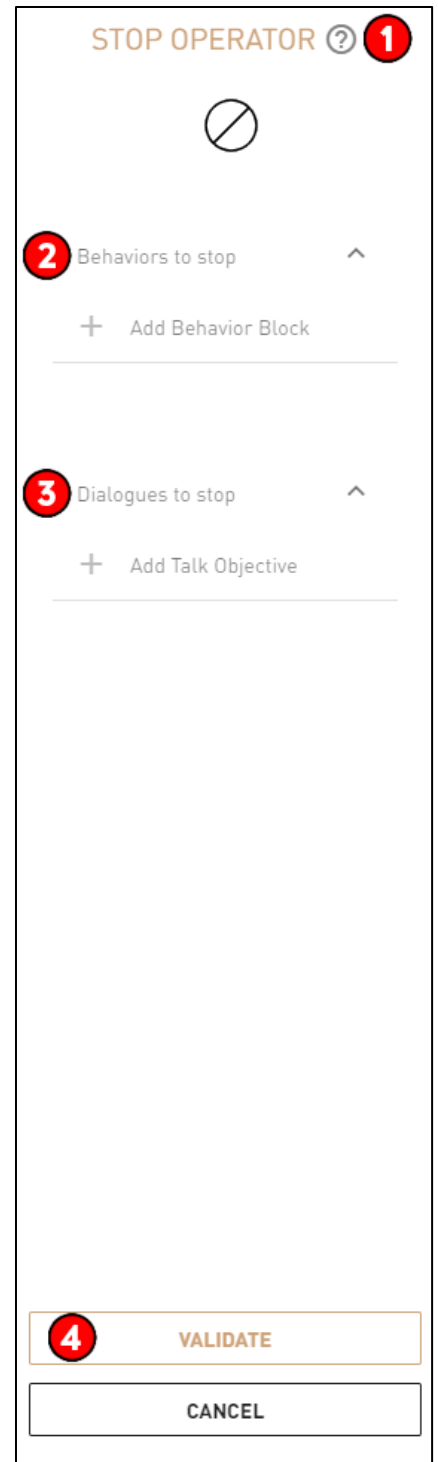 STOP OPERATOR ? 1
2 Behaviors to stop
+ Add Behavior Block
3 Dialogues to stop
+ Add Talk Objective
4 VALIDATE
CANCEL